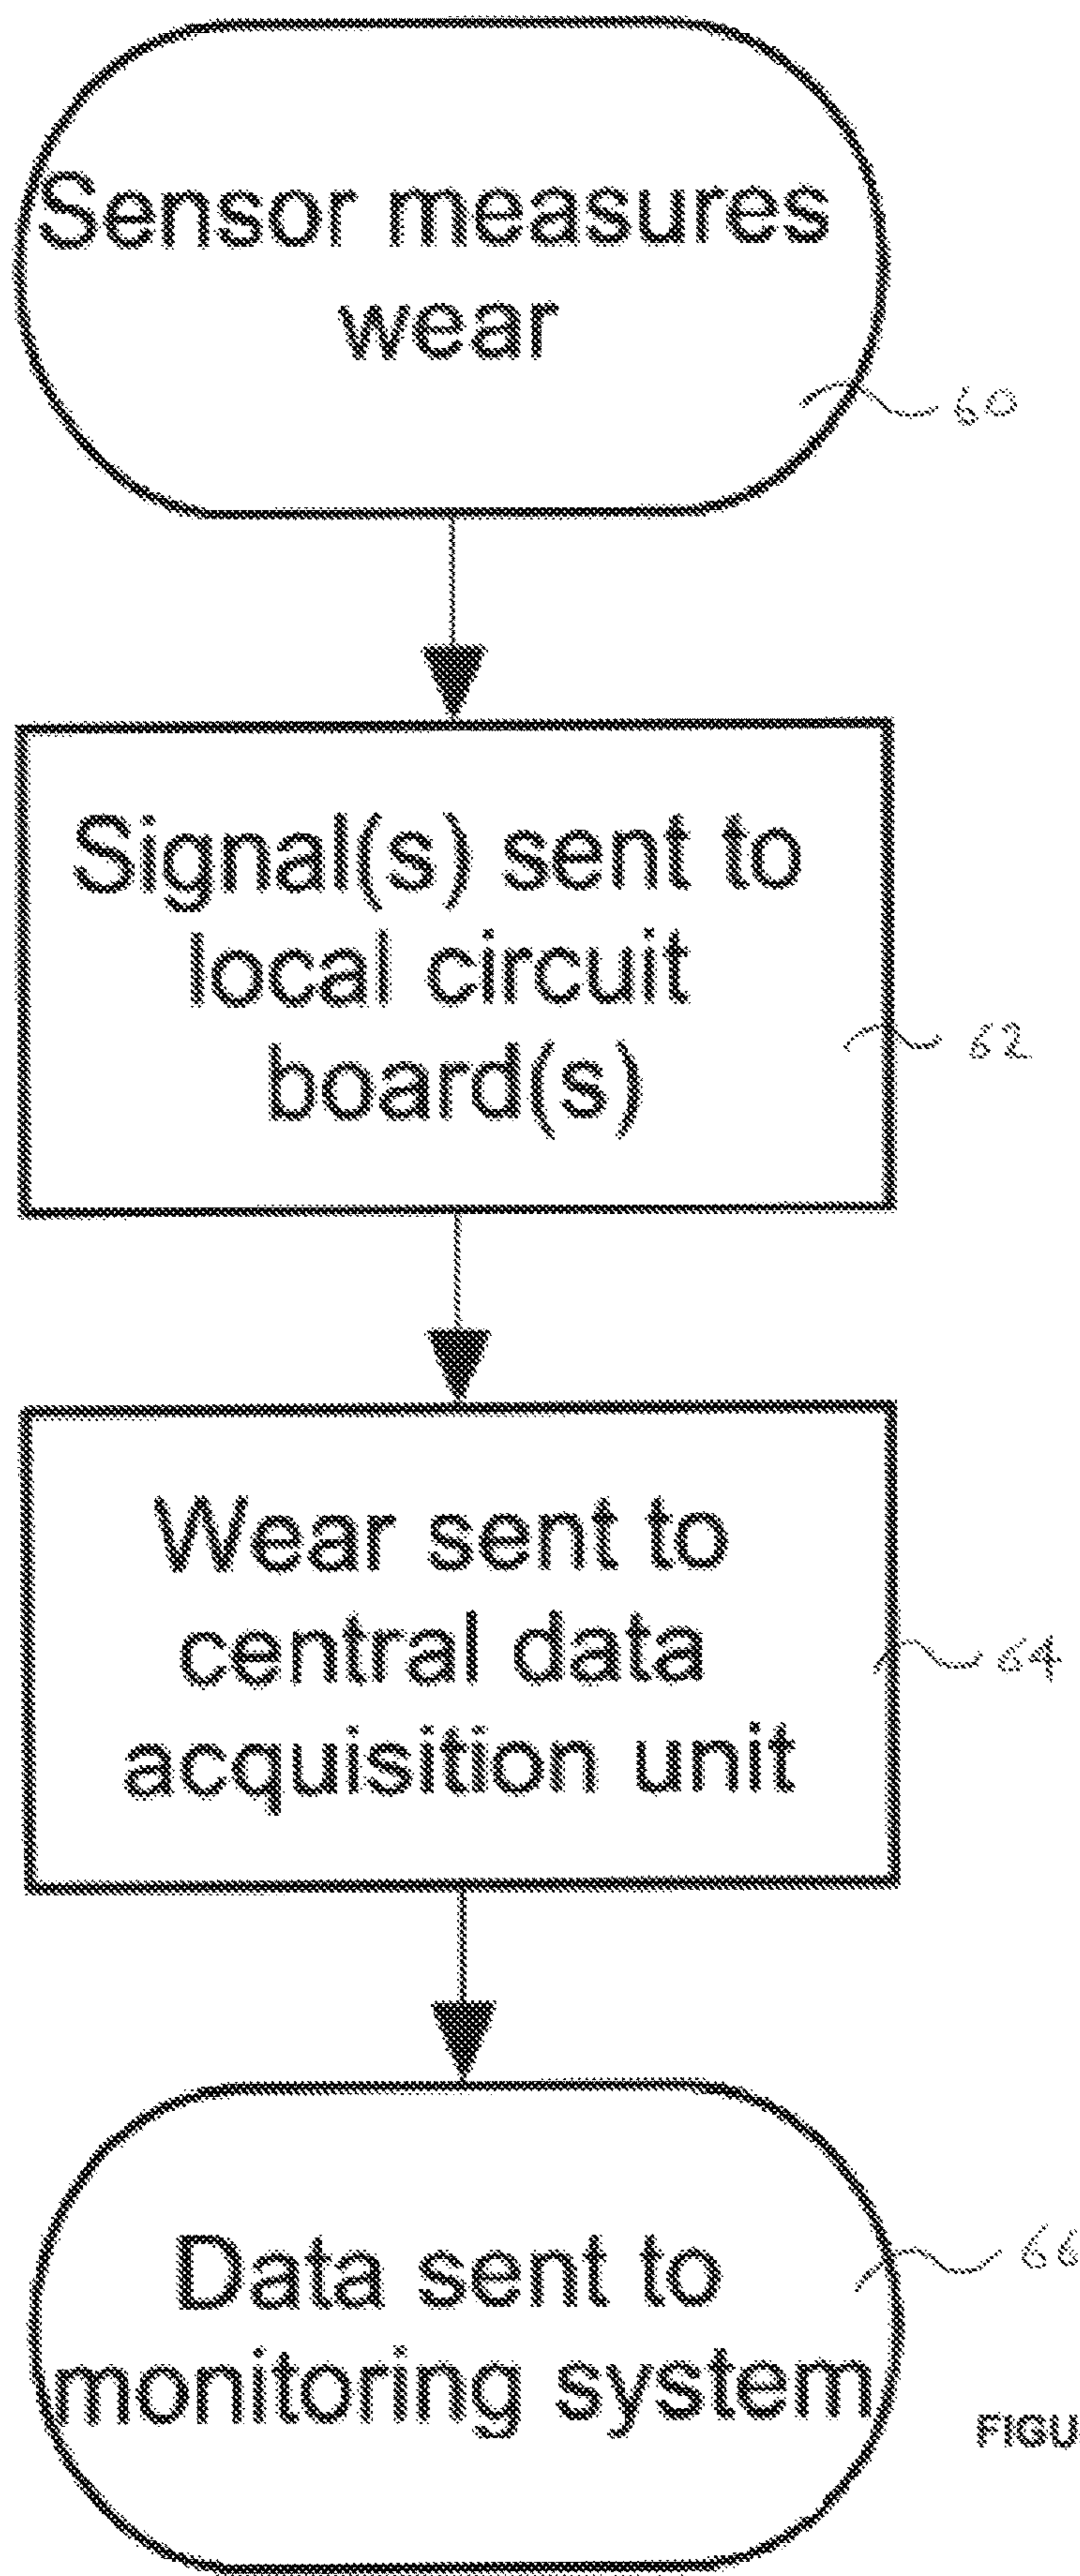 Sensor measures
wear
60
Signal(s) sent to
local circuit
board(s)
62
Wear sent to
central data
acquisition unit
64
Data sent to
monitoring system
66
FIGU